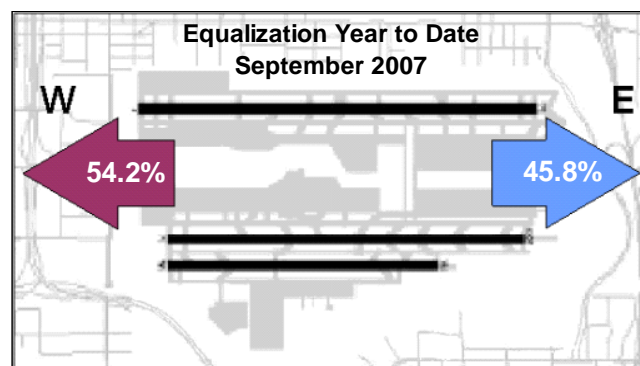 Equalization Year to Date
September 2007
W
E
54.2%
45.8%